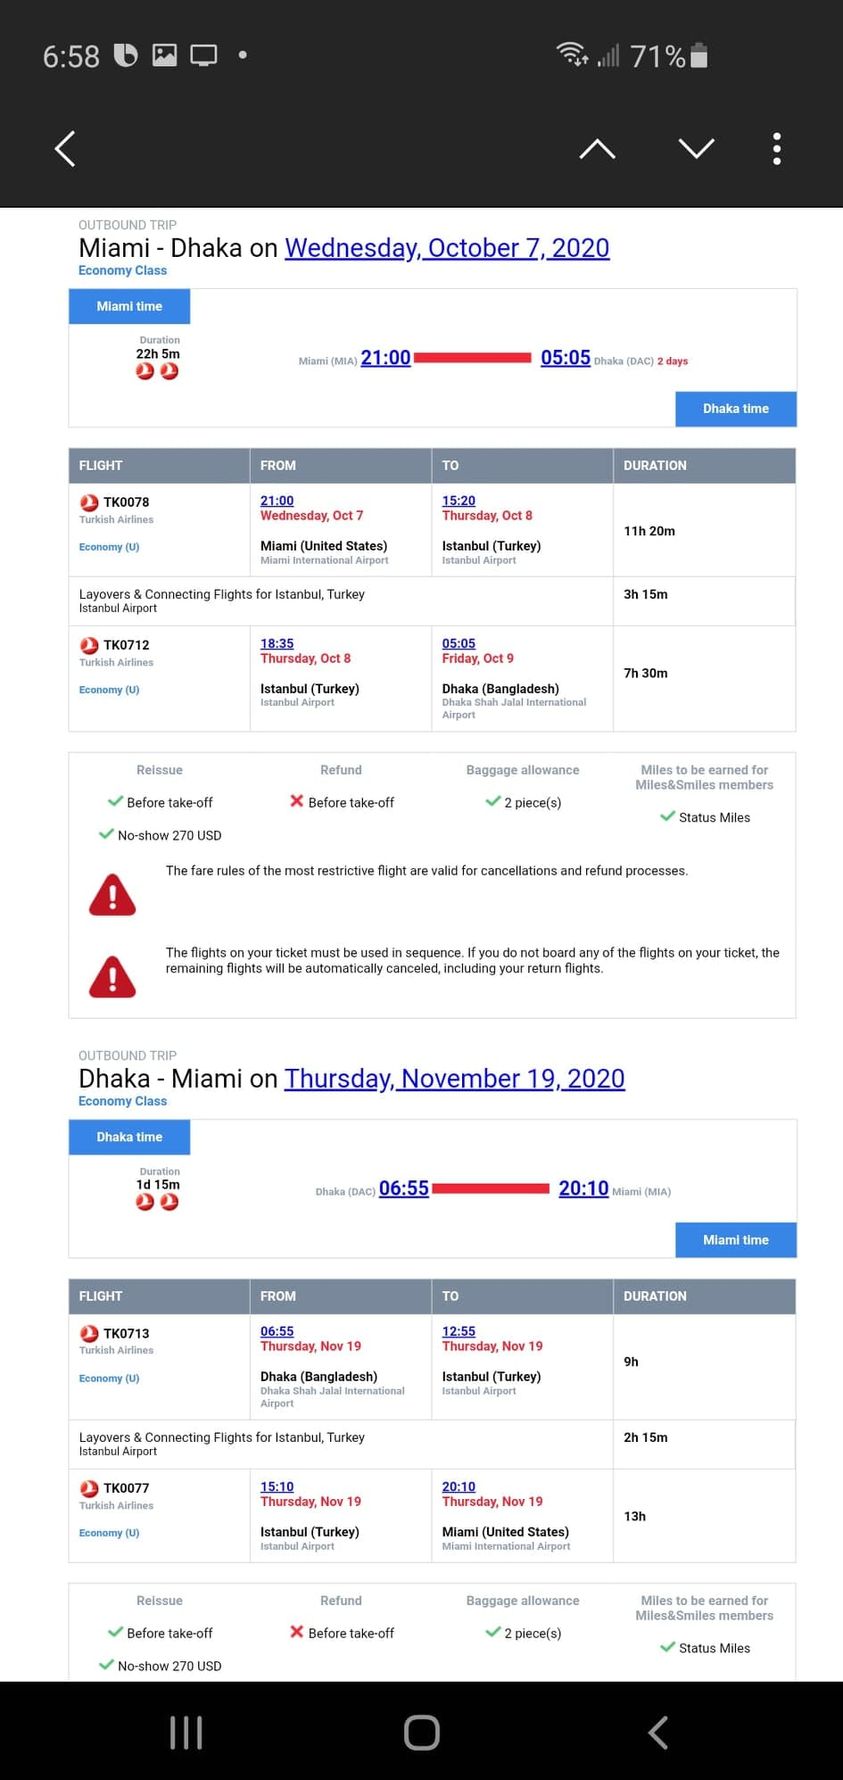 6:58
71%
OUTBOUND TRIP
Miami - Dhaka on Wednesday, October 7, 2020
Economy Class
Miami time
Duration
22h 5m
Miami (MIA) 21:00 05:05 Dhaka (DAC) 2 days
Dhaka time
FLIGHT FROM TO DURATION
TK0078
Turkish Airlines
Economy (U)
21:00
Wednesday, Oct 7
Miami (United States)
Miami International Airport
15:20
Thursday, Oct 8
Istanbul (Turkey)
Istanbul Airport
11h 20m
Layovers & Connecting Flights for Istanbul, Turkey
Istanbul Airport
3h 15m
TK0712
Turkish Airlines
Economy (U)
18:35
Thursday, Oct 8
Istanbul (Turkey)
Istanbul Airport
05:05
Friday, Oct 9
Dhaka (Bangladesh)
Dhaka Shah Jalal International
Airport
7h 30m
Reissue
Before take-off
No-show 270 USD
Refund
Before take-off
Baggage allowance
2 piece(s)
Miles to be earned for
Miles&Smiles members
Status Miles
The fare rules of the most restrictive flight are valid for cancellations and refund processes.
The flights on your ticket must be used in sequence. If you do not board any of the flights on your ticket, the
remaining flights will be automatically canceled, including your return flights.
OUTBOUND TRIP
Dhaka - Miami on Thursday, November 19, 2020
Economy Class
Dhaka time
Duration
1d 15m
Dhaka (DAC) 06:55 20:10 Miami (MIA)
Miami time
FLIGHT FROM TO DURATION
TK0713
Turkish Airlines
Economy (U)
06:55
Thursday, Nov 19
Dhaka (Bangladesh)
Dhaka Shah Jalal International
Airport
12:55
Thursday, Nov 19
Istanbul (Turkey)
Istanbul Airport
9h
Layovers & Connecting Flights for Istanbul, Turkey
Istanbul Airport
2h 15m
TK0077
Turkish Airlines
Economy (U)
15:10
Thursday, Nov 19
Istanbul (Turkey)
Istanbul Airport
20:10
Thursday, Nov 19
Miami (United States)
Miami International Airport
13h
Reissue
Before take-off
No-show 270 USD
Refund
Before take-off
Baggage allowance
2 piece(s)
Miles to be earned for
Miles&Smiles members
Status Miles